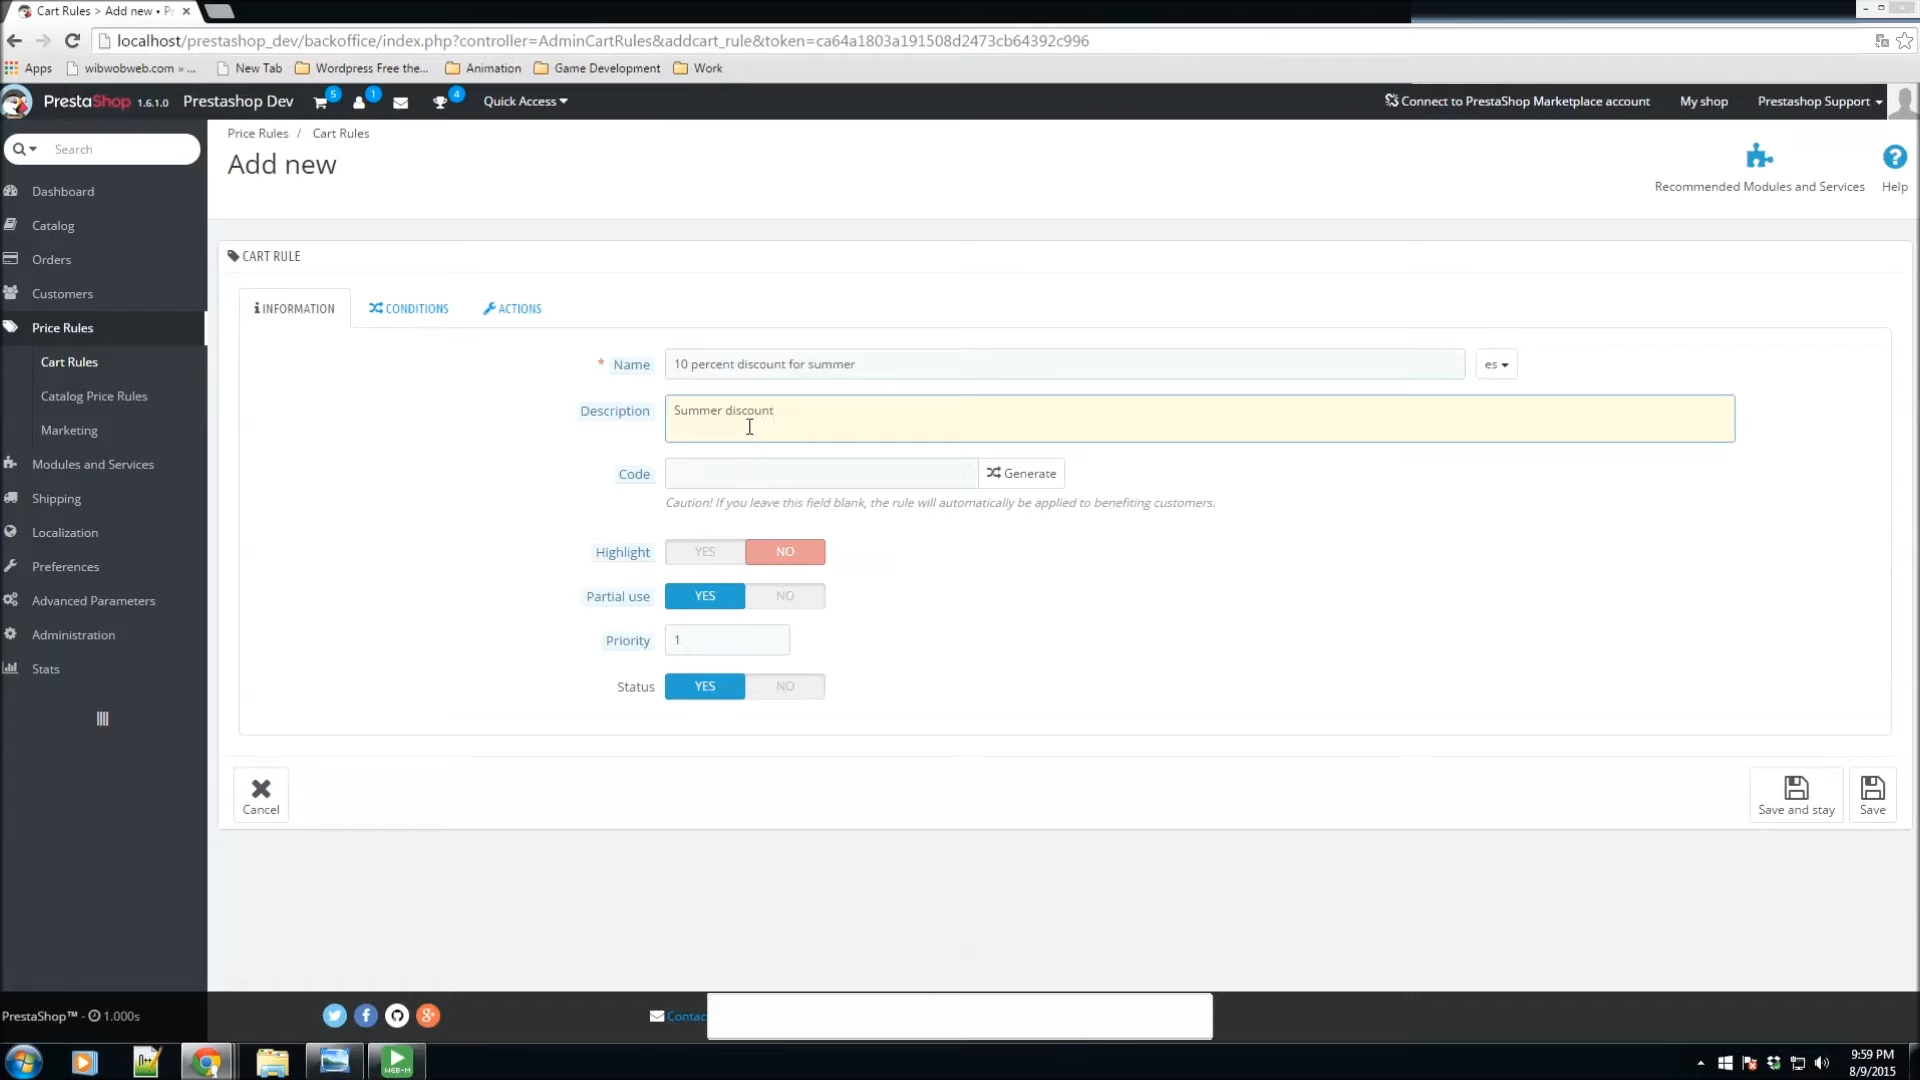 Cart Rules > Add new • Pr
localhost/prestashop_dev/backoffice/index.php?controller=AdminCartRules&addcart_rule&token=ca64a1803a191508d2473cb64392c996
Apps wibwobweb.com » ... New Tab Wordpress Free the... Animation Game Development Work
PrestaShop 1.6.1.0 Prestashop Dev 5 1 4 Quick Access Connect to PrestaShop Marketplace account My shop Prestashop Support
Search
Dashboard
Catalog
Orders
Customers
Price Rules
Cart Rules
Catalog Price Rules
Marketing
Modules and Services
Shipping
Localization
Preferences
Advanced Parameters
Administration
Stats
Price Rules / Cart Rules
Add new
Recommended Modules and Services Help
CART RULE
INFORMATION CONDITIONS ACTIONS
* Name 10 percent discount for summer es
Description Summer discount
Code Generate
Caution! If you leave this field blank, the rule will automatically be applied to benefiting customers.
Highlight YES NO
Partial use YES NO
Priority 1
Status YES NO
Cancel Save and stay Save
PrestaShop™ - 1.000s Contac
WEB-M
9:59 PM
8/9/2015